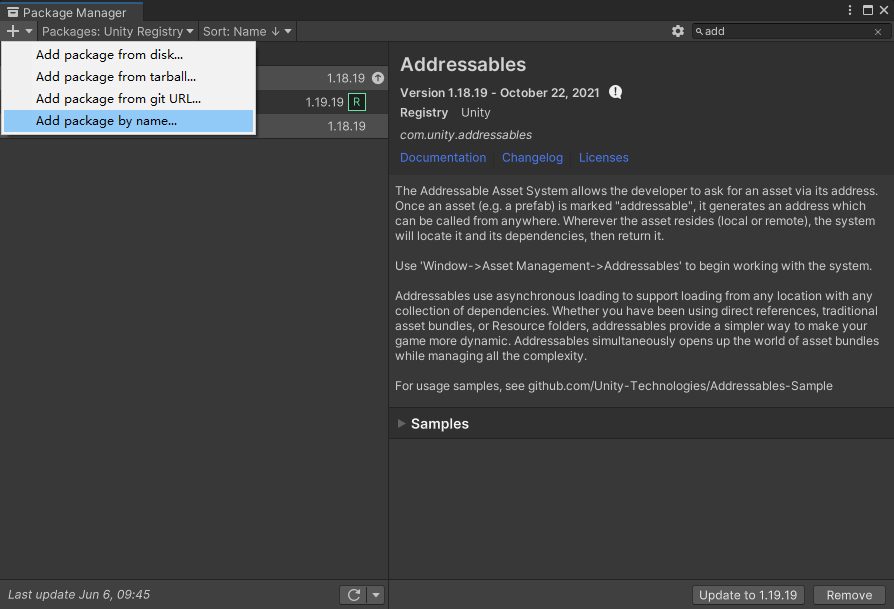 Package Manager
Packages: Unity Registry
Sort: Name ↓
add
Add package from disk...
Add package from tarball...
Add package from git URL...
Add package by name...
1.18.19
1.19.19 R
1.18.19
Addressables
Version 1.18.19 - October 22, 2021
Registry Unity
com.unity.addressables
Documentation Changelog Licenses
The Addressable Asset System allows the developer to ask for an asset via its address.
Once an asset (e.g. a prefab) is marked "addressable", it generates an address which
can be called from anywhere. Wherever the asset resides (local or remote), the system
will locate it and its dependencies, then return it.
Use 'Window->Asset Management->Addressables' to begin working with the system.
Addressables use asynchronous loading to support loading from any location with any
collection of dependencies. Whether you have been using direct references, traditional
asset bundles, or Resource folders, addressables provide a simpler way to make your
game more dynamic. Addressables simultaneously opens up the world of asset bundles
while managing all the complexity.
For usage samples, see github.com/Unity-Technologies/Addressables-Sample
Samples
Last update Jun 6, 09:45
Update to 1.19.19
Remove